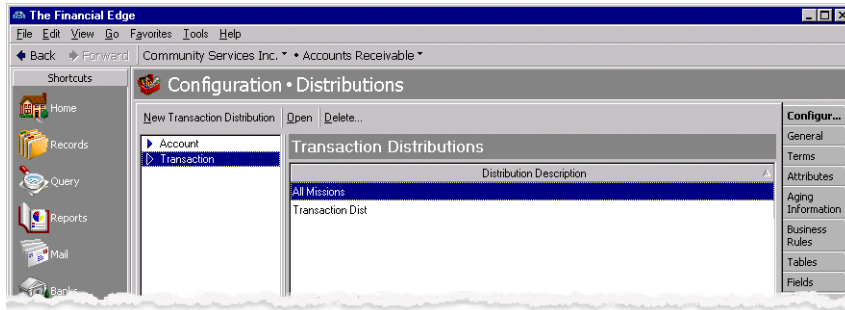 The Financial Edge
File Edit View Go Favorites Tools Help
Back Forward Community Services Inc. • Accounts Receivable
Shortcuts
Home
Records
Query
Reports
Mail
Banks
Configuration • Distributions
New Transaction Distribution Open Delete...
Account
Transaction
Transaction Distributions
Distribution Description
All Missions
Transaction Dist
Configur...
General
Terms
Attributes
Aging
Information
Business
Rules
Tables
Fields